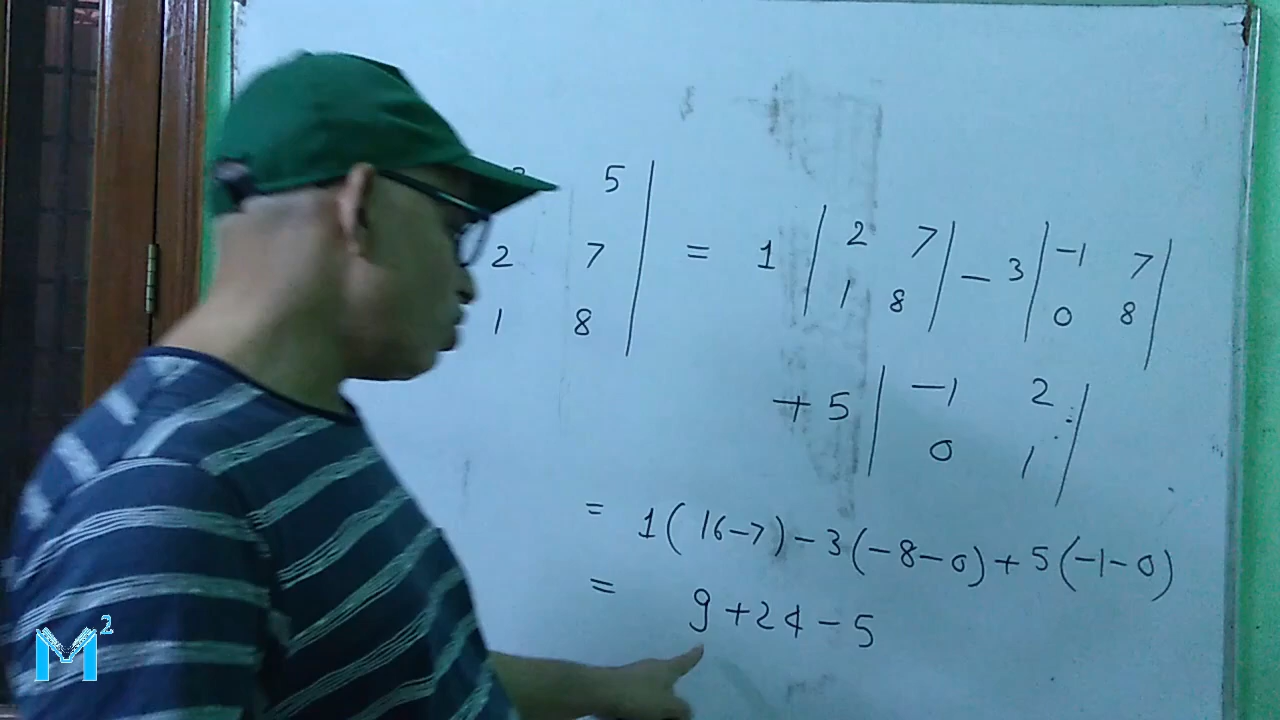 5 |
2 7 | = 1 | 2 7 | - 3 | -1 7 |
1 8 | | 1 8 | | 0 8 |
+ 5 | -1 2 |
| 0 1 |
= 1(16-7)-3(-8-0)+5(-1-0)
= 9+24-5
M²